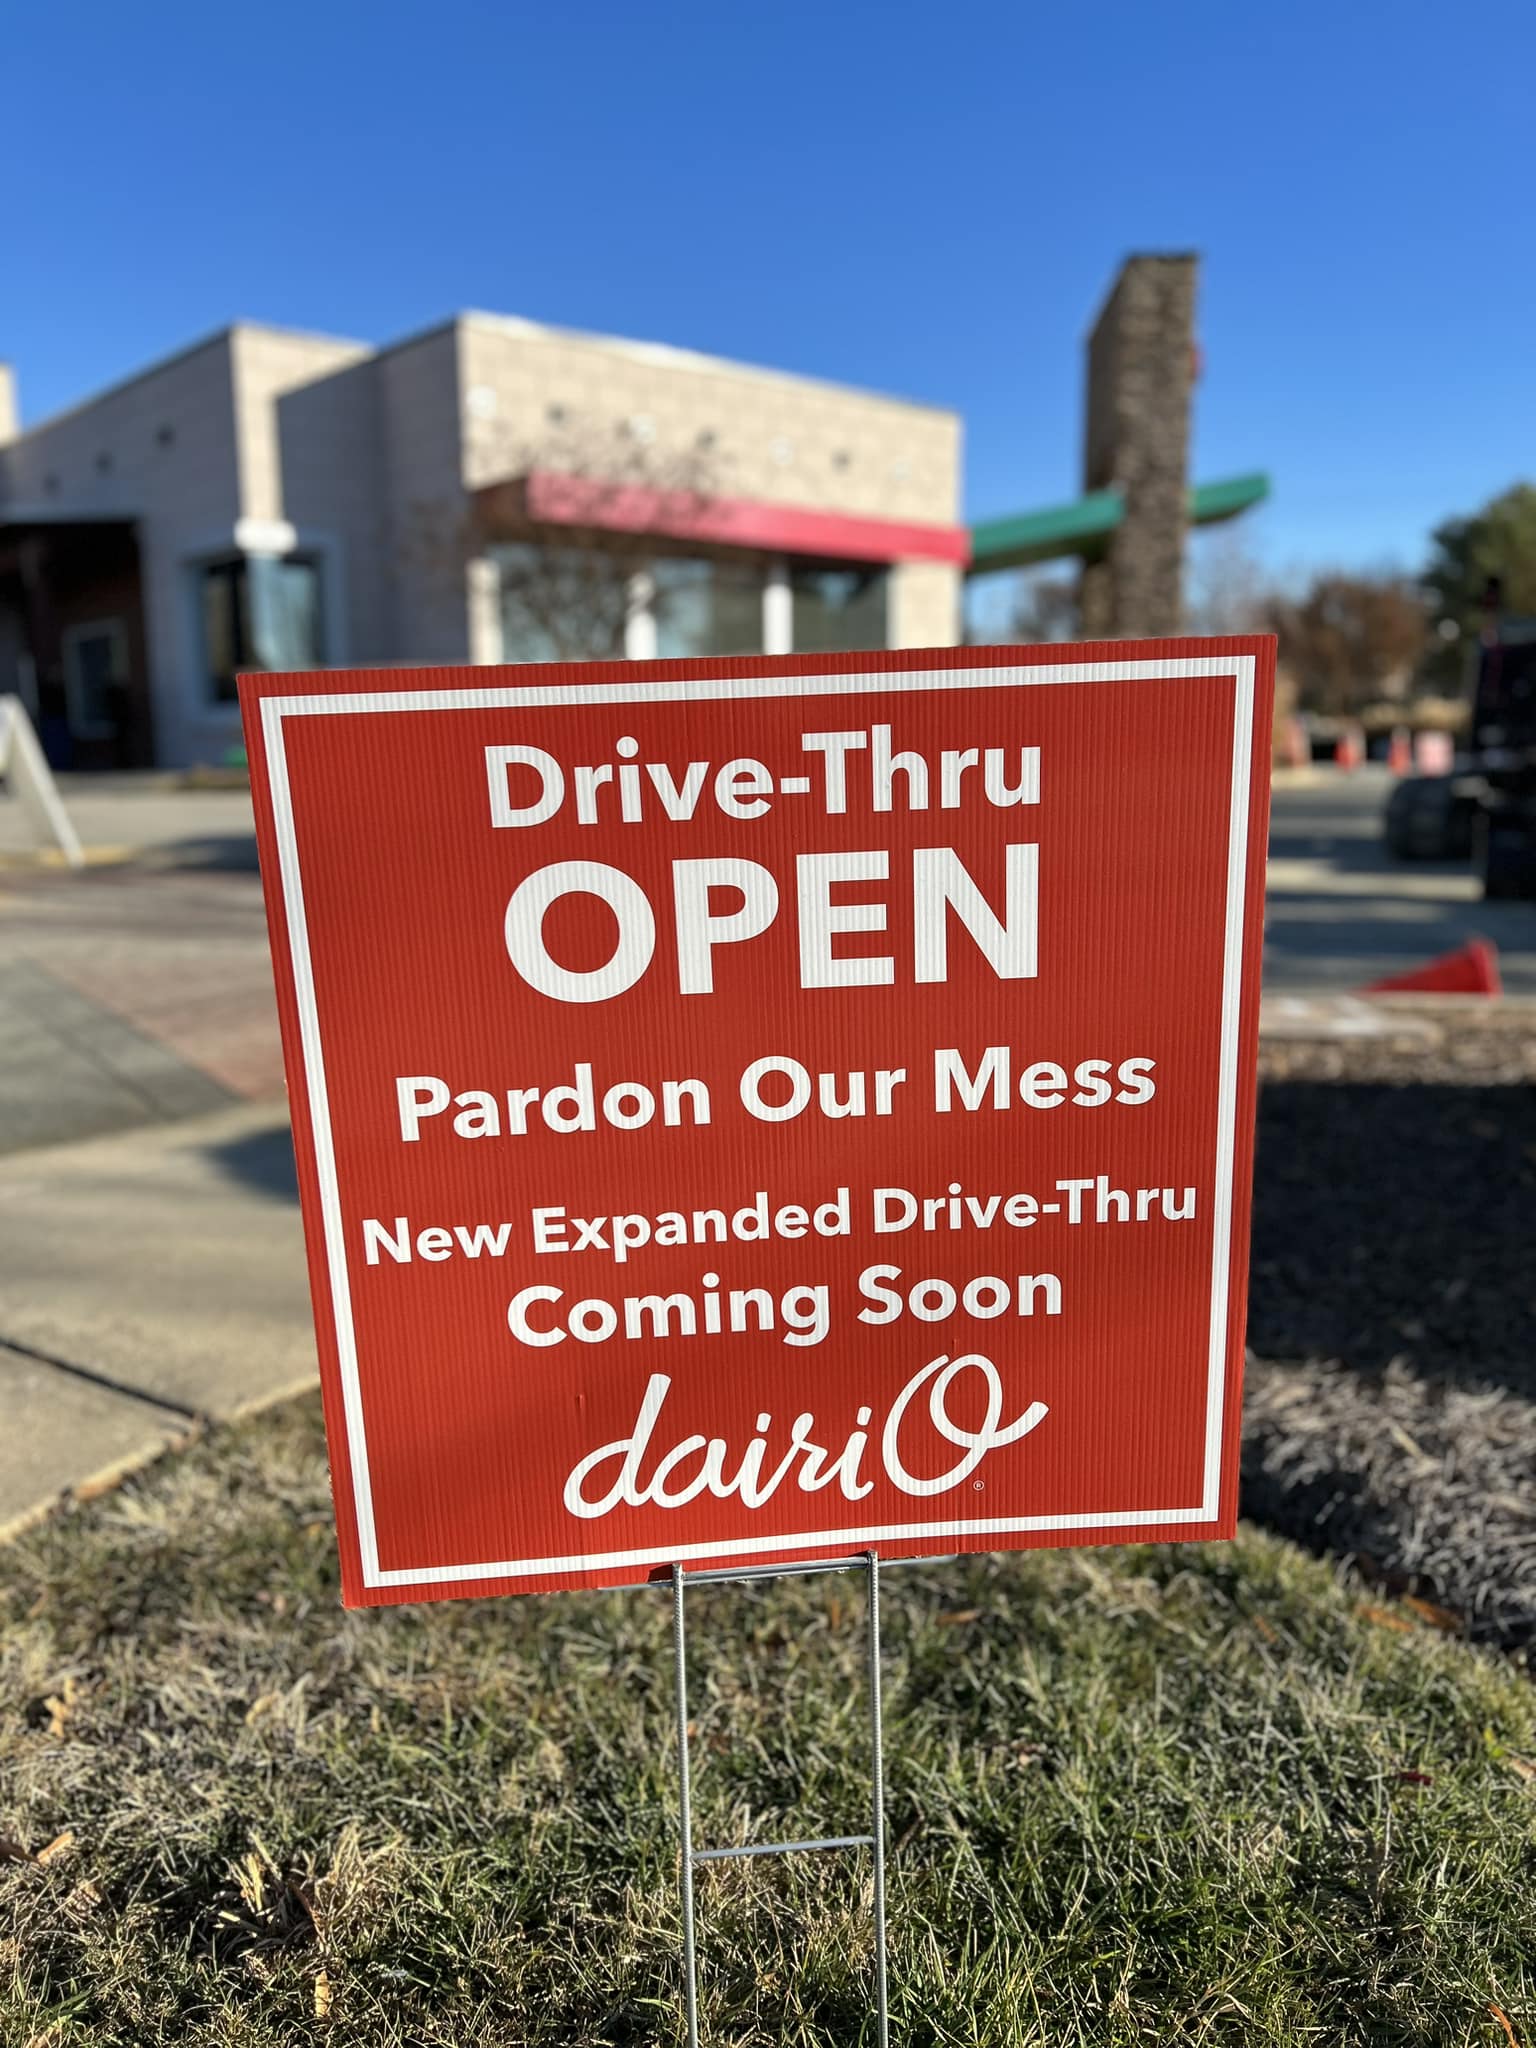 Drive-Thru
OPEN
Pardon Our Mess
New Expanded Drive-Thru
Coming Soon
dairiO®